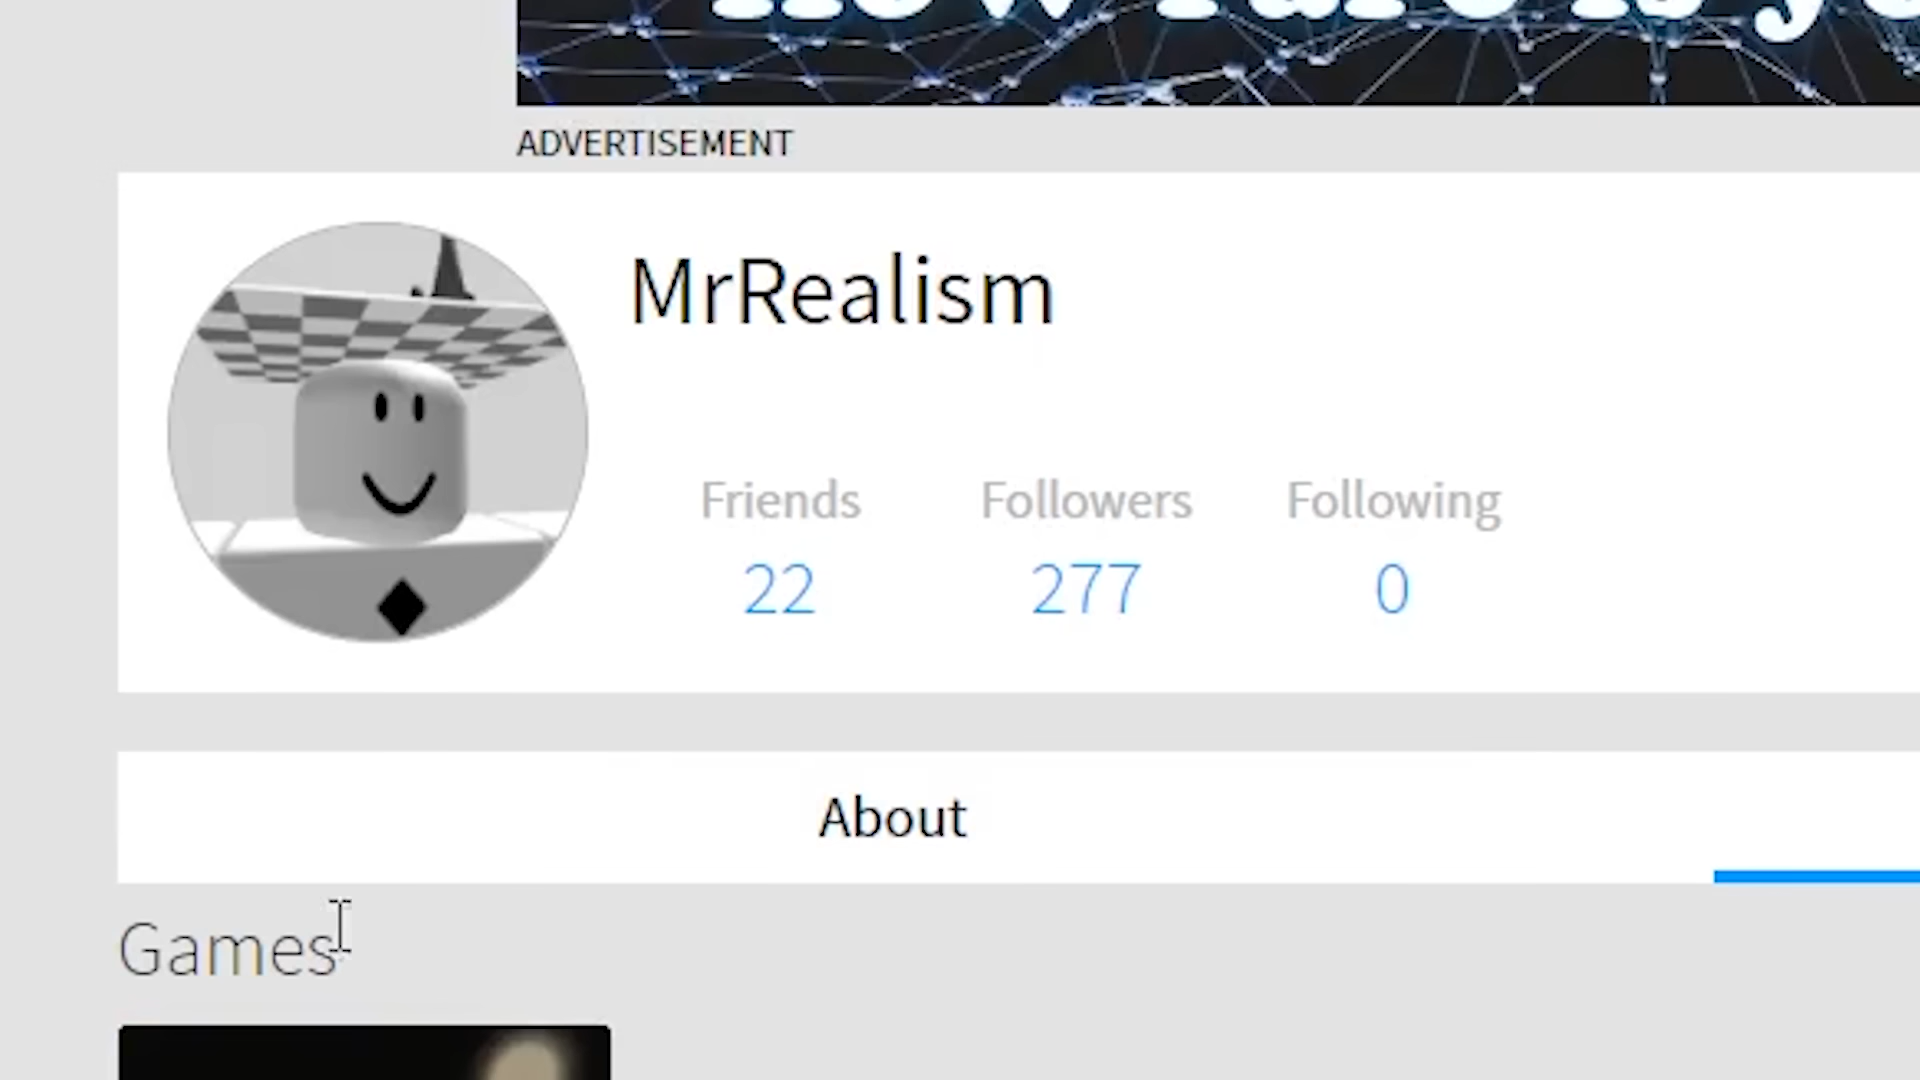 ADVERTISEMENT
MrRealism
Friends Followers Following
22 277 0
About
Games